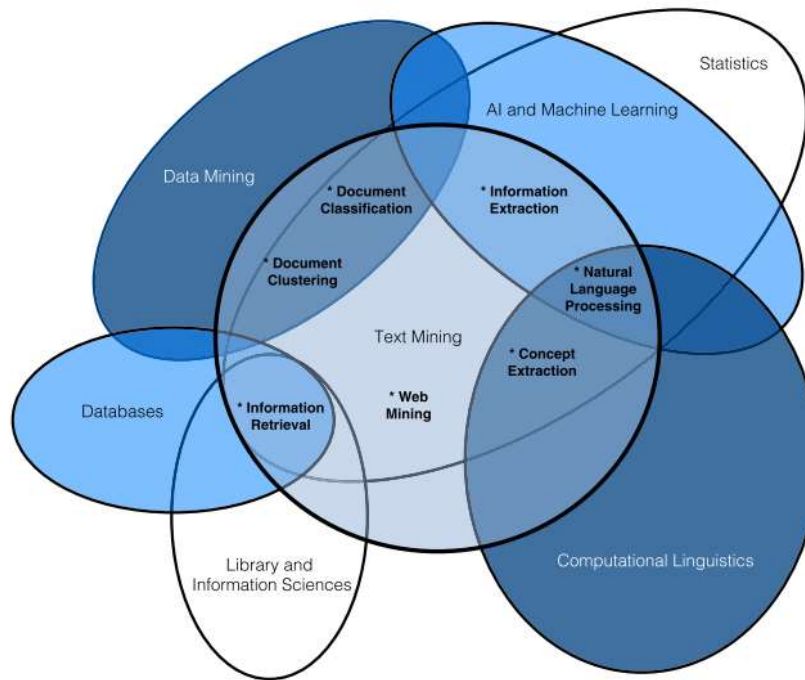 Statistics
AI and Machine Learning
Data Mining
* Document
Classification
* Information
Extraction
* Document
Clustering
* Natural
Language
Processing
Text Mining
* Concept
Extraction
Databases
* Information
Retrieval
* Web
Mining
Library and
Information Sciences
Computational Linguistics